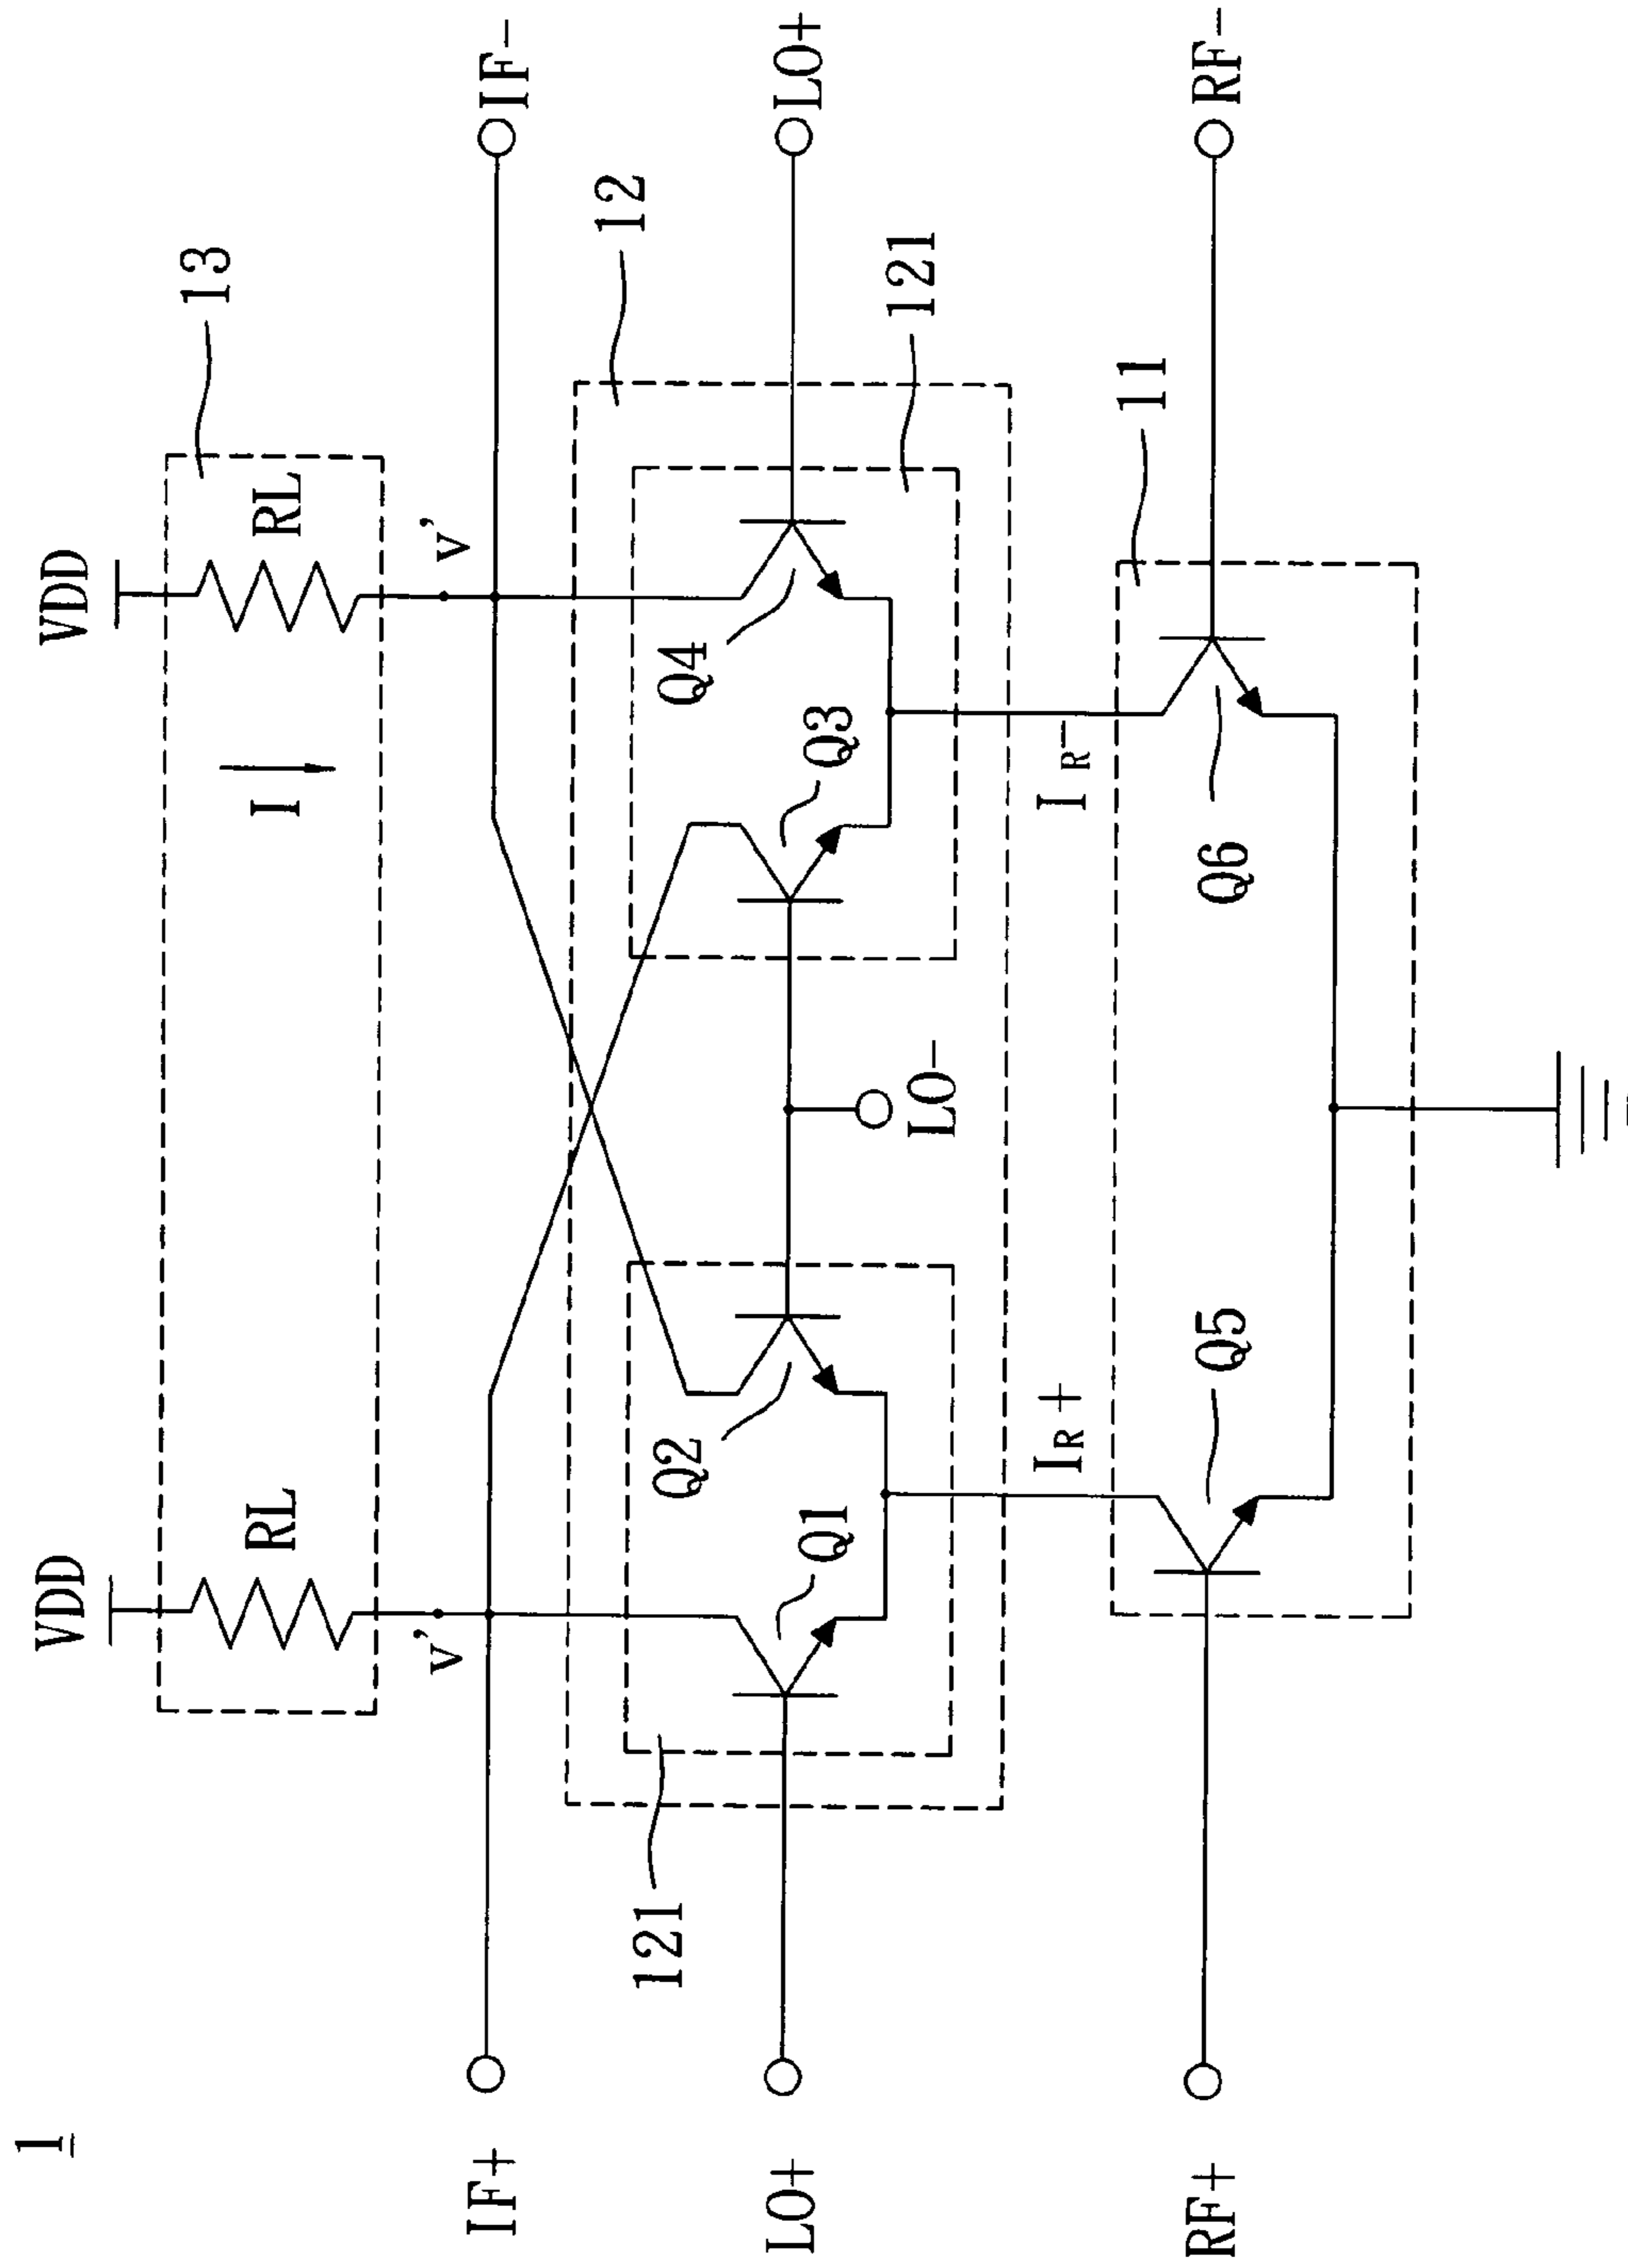 1
VDD
VDD
RL
RL
13
I
v'
v'
IF+
IF-
12
121
121
Q1
Q2
Q3
Q4
LO+
LO-
LO+
IR+
IR-
11
Q5
Q6
RF+
RF-